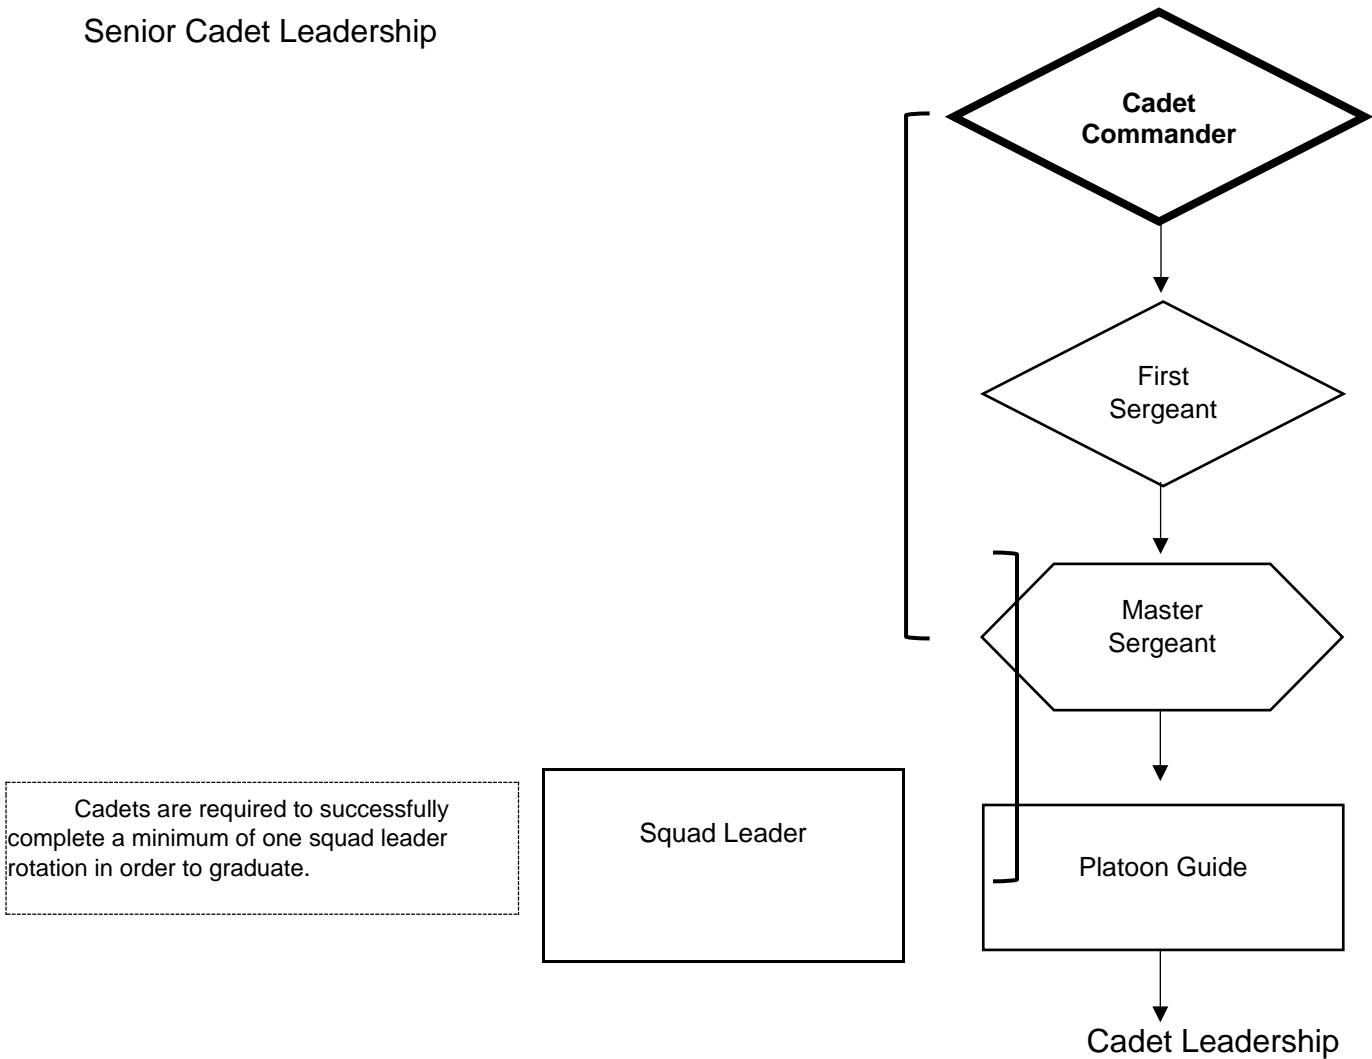 Senior Cadet Leadership
Cadet
Commander
First
Sergeant
Master
Sergeant
Cadets are required to successfully
complete a minimum of one squad leader
rotation in order to graduate.
Squad Leader
Platoon Guide
Cadet Leadership